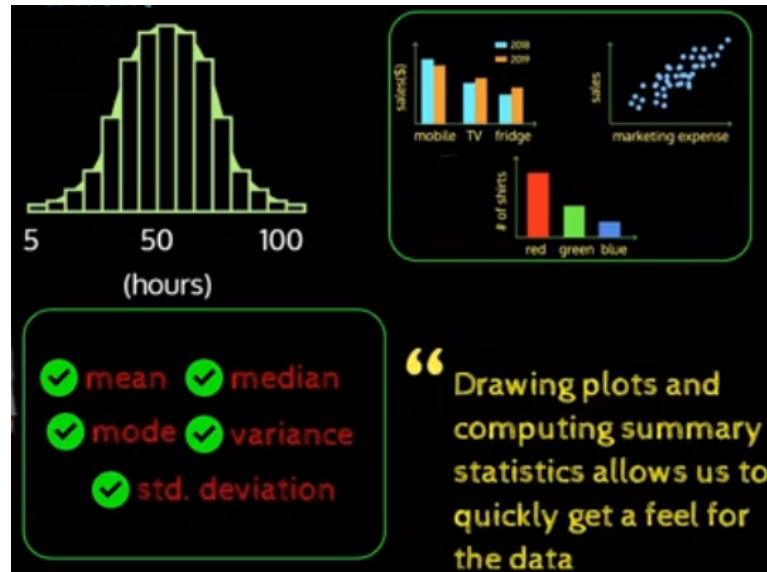 5 50 100
(hours)
sales($)
2018
2019
mobile TV fridge
sales
marketing expense
# of shirts
red green blue
mean median
mode variance
std. deviation
“ Drawing plots and
computing summary
statistics allows us to
quickly get a feel for
the data